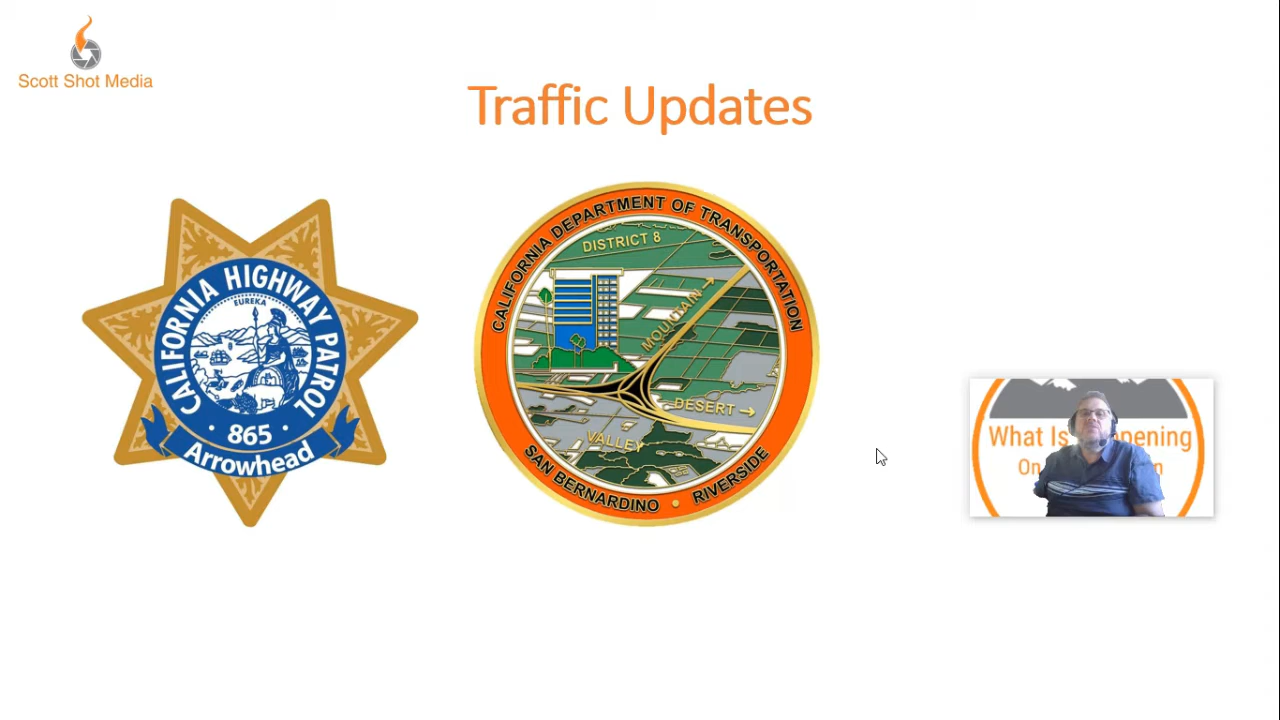 Scott Shot Media
Traffic Updates
CALIFORNIA HIGHWAY PATROL
EUREKA
· 865 ·
Arrowhead
CALIFORNIA DEPARTMENT OF TRANSPORTATION
DISTRICT 8
MOUNTAIN →
DESERT →
VALLEY
SAN BERNARDINO • RIVERSIDE
What Is pening
On n